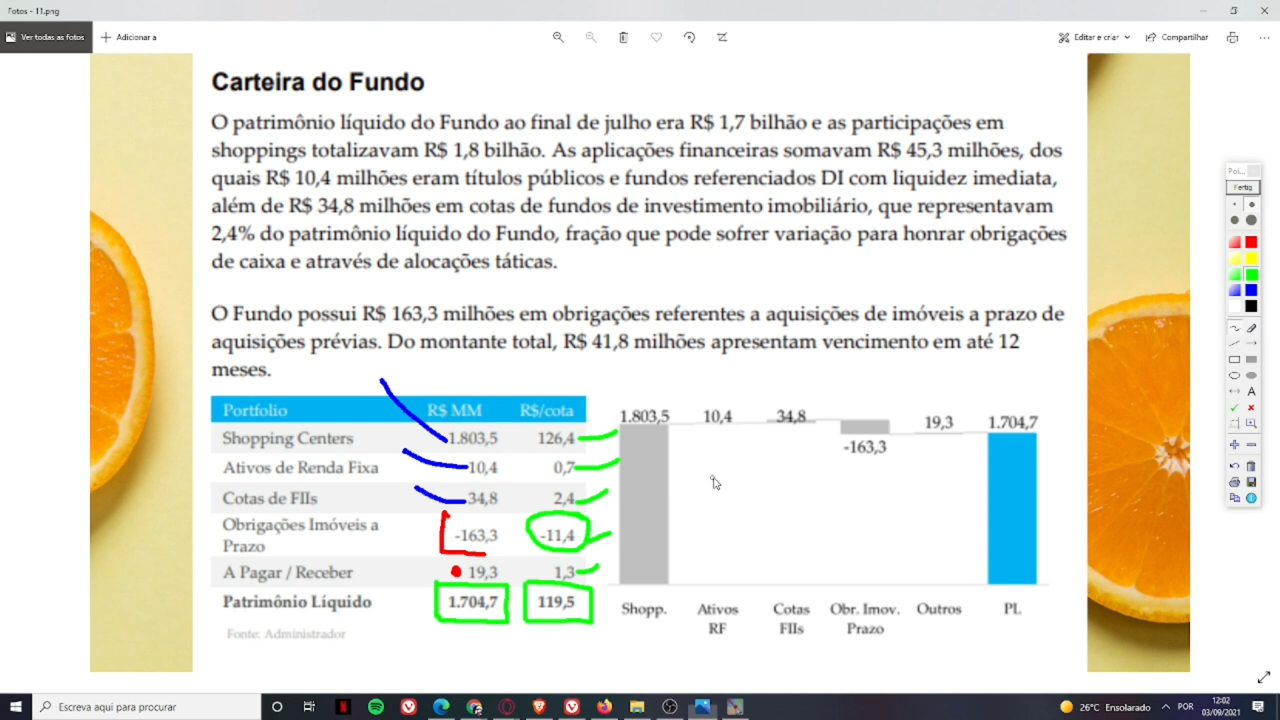 Fotos - 11.png
Ver todas as fotos
Adicionar a
Editar e criar
Compartilhar
Carteira do Fundo
O patrimônio líquido do Fundo ao final de julho era R$ 1,7 bilhão e as participações em
shoppings totalizavam R$ 1,8 bilhão. As aplicações financeiras somavam R$ 45,3 milhões, dos
quais R$ 10,4 milhões eram títulos públicos e fundos referenciados DI com liquidez imediata,
além de R$ 34,8 milhões em cotas de fundos de investimento imobiliário, que representavam
2,4% do patrimônio líquido do Fundo, fração que pode sofrer variação para honrar obrigações
de caixa e através de alocações táticas.
O Fundo possui R$ 163,3 milhões em obrigações referentes a aquisições de imóveis a prazo de
aquisições prévias. Do montante total, R$ 41,8 milhões apresentam vencimento em até 12
meses.
Portfolio R$ MM R$/cota
Shopping Centers 1.803,5 126,4
Ativos de Renda Fixa 10,4 0,7
Cotas de FIIs 34,8 2,4
Obrigações Imóveis a
Prazo -163,3 -11,4
A Pagar / Receber 19,3 1,3
Patrimônio Líquido 1.704,7 119,5
Fonte: Administrador
1.803,5 10,4 34,8 -163,3 19,3 1.704,7
Shopp. Ativos Cotas Obr. Imov. Outros PL
RF FIIs Prazo
Poi...
Fertig
A
Escreva aqui para procurar
26°C Ensolarado
POR
12:02
03/09/2021